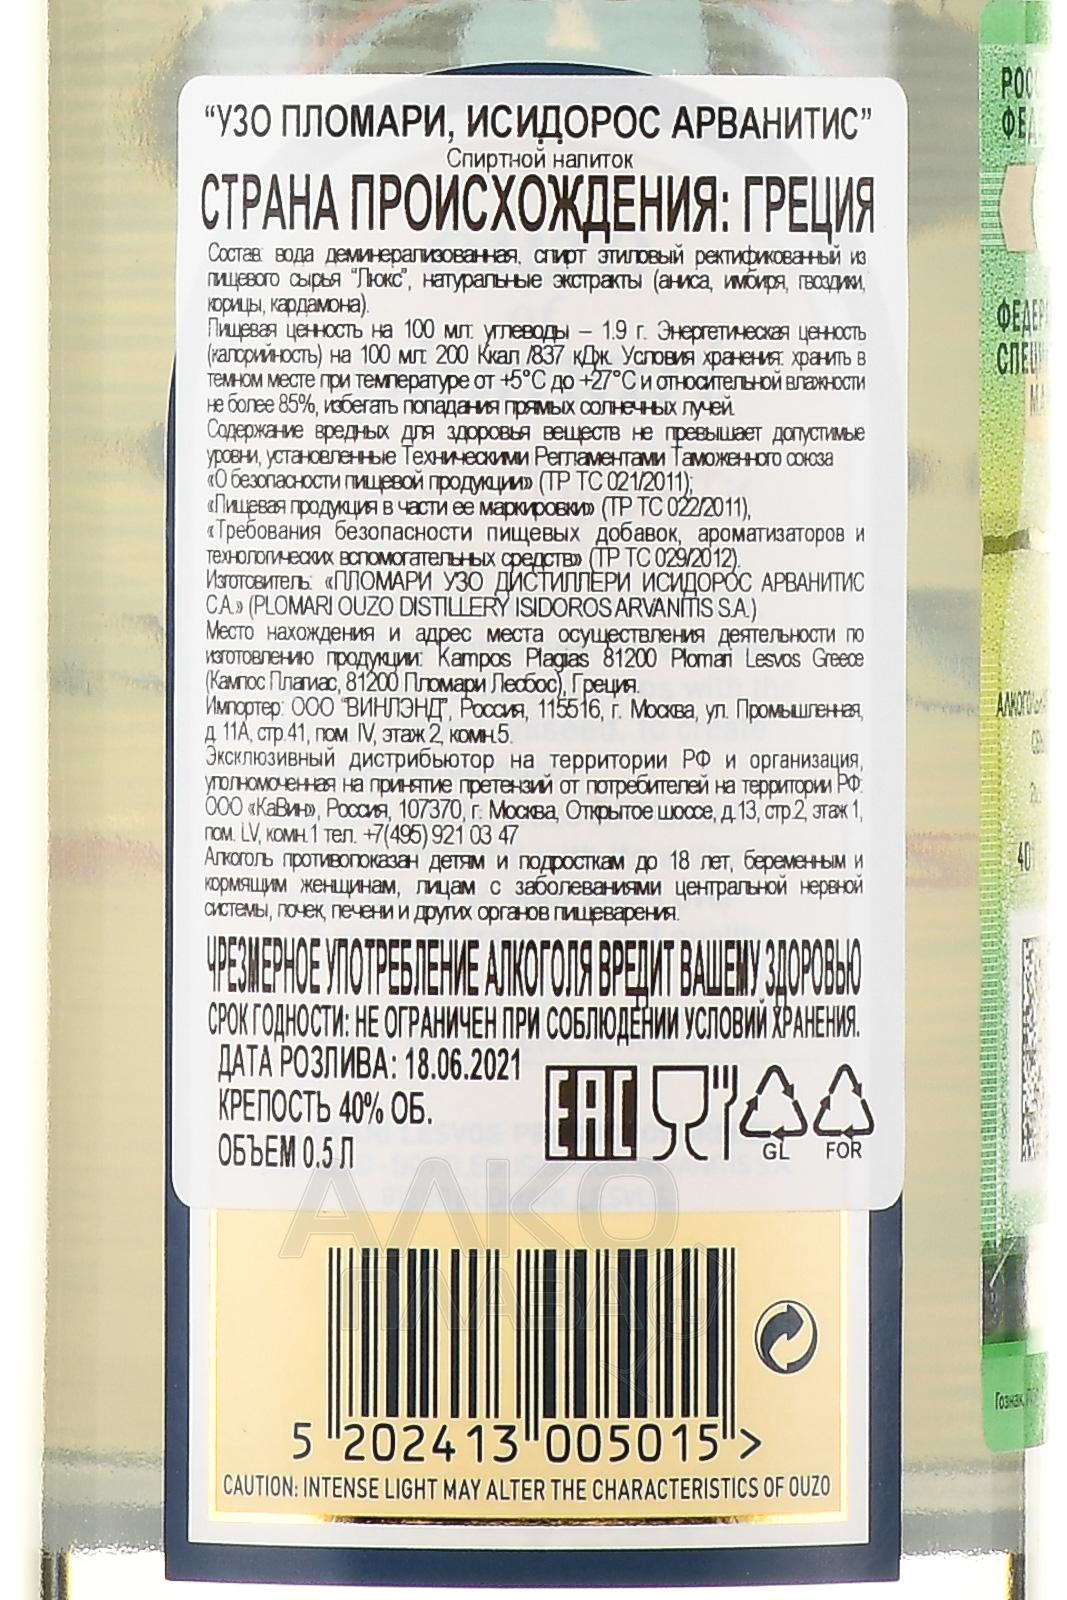 “УЗО ПЛОМАРИ, ИСИДОРОС АРВАНИТИС”
Спиртной напиток
СТРАНА ПРОИСХОЖДЕНИЯ: ГРЕЦИЯ
Состав: вода деминерализованная, спирт этиловый ректификованный из
пищевого сырья “Люкс”, натуральные экстракты (аниса, имбиря, гвоздики,
корицы, кардамона).
Пищевая ценность на 100 мл: углеводы – 1.9 г. Энергетическая ценность
(калорийность) на 100 мл: 200 Ккал /837 кДж. Условия хранения: хранить в
темном месте при температуре от +5°С до +27°С и относительной влажности
не более 85%, избегать попадания прямых солнечных лучей.
Содержание вредных для здоровья веществ не превышает допустимые
уровни, установленные Техническими Регламентами Таможенного союза
«О безопасности пищевой продукции» (ТР ТС 021/2011);
«Пищевая продукция в части ее маркировки» (ТР ТС 022/2011),
«Требования безопасности пищевых добавок, ароматизаторов и
технологических вспомогательных средств» (ТР ТС 029/2012).
Изготовитель: «ПЛОМАРИ УЗО ДИСТИЛЛЕРИ ИСИДОРОС АРВАНИТИС
С.А.» (PLOMARI OUZO DISTILLERY ISIDOROS ARVANITIS S.A.)
Место нахождения и адрес места осуществления деятельности по
изготовлению продукции: Kampos Plagias 81200 Plomari Lesvos Greece
(Кампос Плагиас, 81200 Пломари Лесбос), Греция.
Импортер: ООО “ВИНЛЭНД”, Россия, 115516, г. Москва, ул. Промышленная,
д. 11А, стр.41, пом. IV, этаж 2, комн.5.
Эксклюзивный дистрибьютор на территории РФ и организация,
уполномоченная на принятие претензий от потребителей на территории РФ:
ООО «КаВин», Россия, 107370, г. Москва, Открытое шоссе, д.13, стр.2, этаж 1,
пом. LV, комн.1 тел. +7(495) 921 03 47
Алкоголь противопоказан детям и подросткам до 18 лет, беременным и
кормящим женщинам, лицам с заболеваниями центральной нервной
системы, почек, печени и других органов пищеварения.
ЧРЕЗМЕРНОЕ УПОТРЕБЛЕНИЕ АЛКОГОЛЯ ВРЕДИТ ВАШЕМУ ЗДОРОВЬЮ
СРОК ГОДНОСТИ: НЕ ОГРАНИЧЕН ПРИ СОБЛЮДЕНИИ УСЛОВИЙ ХРАНЕНИЯ.
ДАТА РОЗЛИВА: 18.06.2021
КРЕПОСТЬ 40% ОБ.
ОБЪЕМ 0.5 Л
EAC
GL FOR
АЛКО
ПЛАВА.ru
5 202413 005015 >
CAUTION: INTENSE LIGHT MAY ALTER THE CHARACTERISTICS OF OUZO